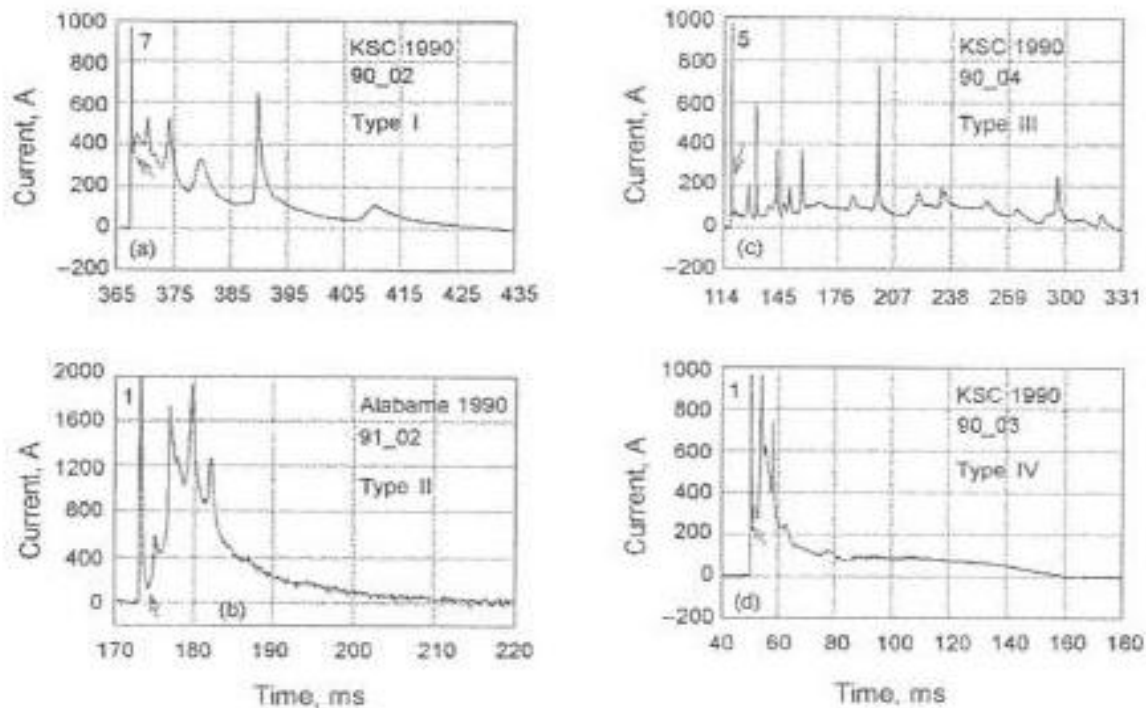 1000
800
600
400
200
0
−200
Current, A
7
KSC 1990
90_02
Type I
(a)
365 375 385 395 405 415 425 435
1000
800
600
400
200
0
−200
Current, A
5
KSC 1990
90_04
Type III
(c)
114 145 176 207 238 269 300 331
2000
1600
1200
800
400
0
Current, A
1
Alabame 1990
91_02
Type II
(b)
170 180 190 200 210 220
Time, ms
1000
800
600
400
200
0
−200
Current, A
1
KSC 1990
90_03
Type IV
(d)
40 60 80 100 120 140 160 180
Time, ms